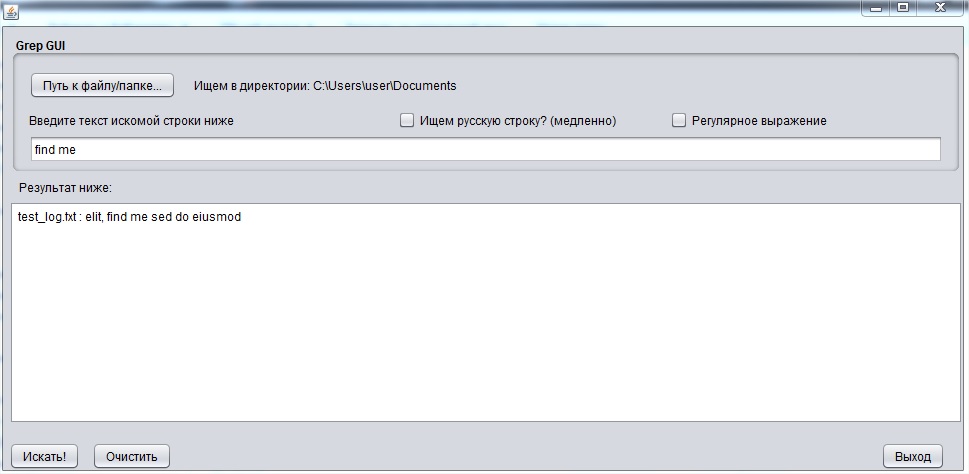 Grep GUI
Путь к файлу/папке... Ищем в директории: C:\Users\user\Documents
Введите текст искомой строки ниже Ищем русскую строку? (медленно) Регулярное выражение
find me
Результат ниже:
test_log.txt : elit, find me sed do eiusmod
Искать! Очистить Выход